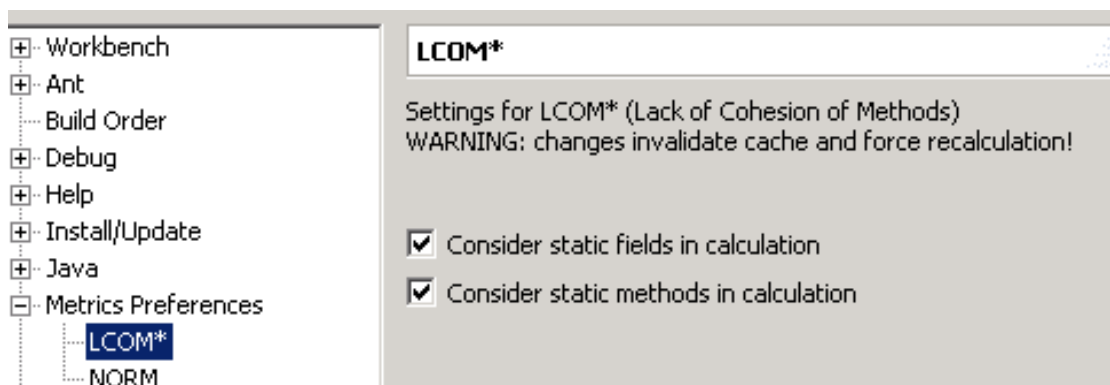 Workbench
Ant
Build Order
Debug
Help
Install/Update
Java
Metrics Preferences
LCOM*
NORM
LCOM*
Settings for LCOM* (Lack of Cohesion of Methods)
WARNING: changes invalidate cache and force recalculation!
Consider static fields in calculation
Consider static methods in calculation